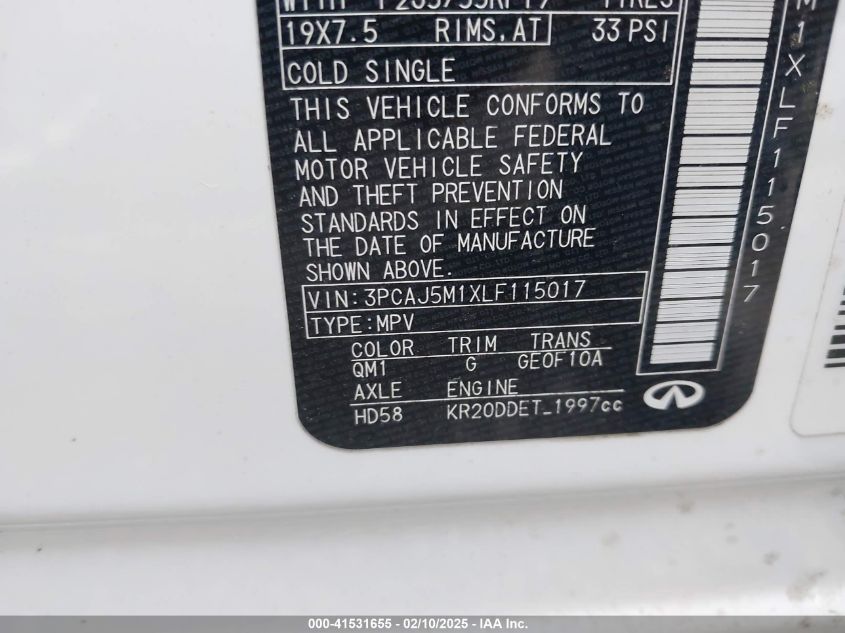 19X7.5 RIMS,AT 33 PSI
COLD SINGLE
THIS VEHICLE CONFORMS TO
ALL APPLICABLE FEDERAL
MOTOR VEHICLE SAFETY
AND THEFT PREVENTION
STANDARDS IN EFFECT ON
THE DATE OF MANUFACTURE
SHOWN ABOVE.
VIN:3PCAJ5M1XLF115017
TYPE:MPV
COLOR TRIM TRANS
QM1 G GE0F10A
AXLE ENGINE
HD58 KR20DDET_1997cc
M1XLF115017
000-41531655 - 02/10/2025 - IAA Inc.